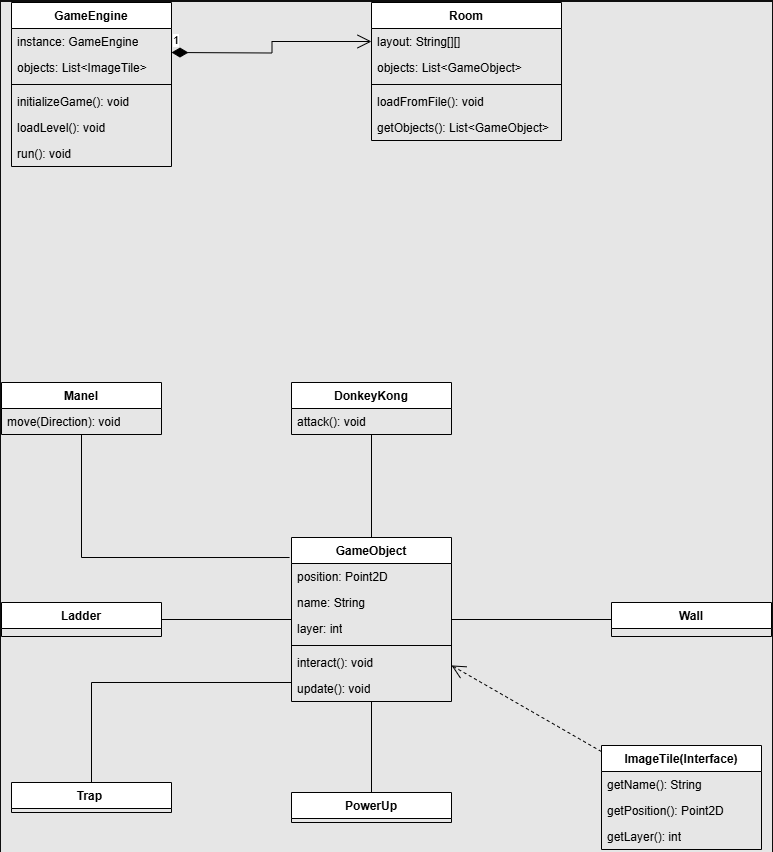 GameEngine
instance: GameEngine
objects: List<ImageTile>
initializeGame(): void
loadLevel(): void
run(): void
1
Room
layout: String[][]
objects: List<GameObject>
loadFromFile(): void
getObjects(): List<GameObject>
Manel
move(Direction): void
DonkeyKong
attack(): void
GameObject
position: Point2D
name: String
layer: int
interact(): void
update(): void
Ladder
Wall
Trap
PowerUp
ImageTile(Interface)
getName(): String
getPosition(): Point2D
getLayer(): int